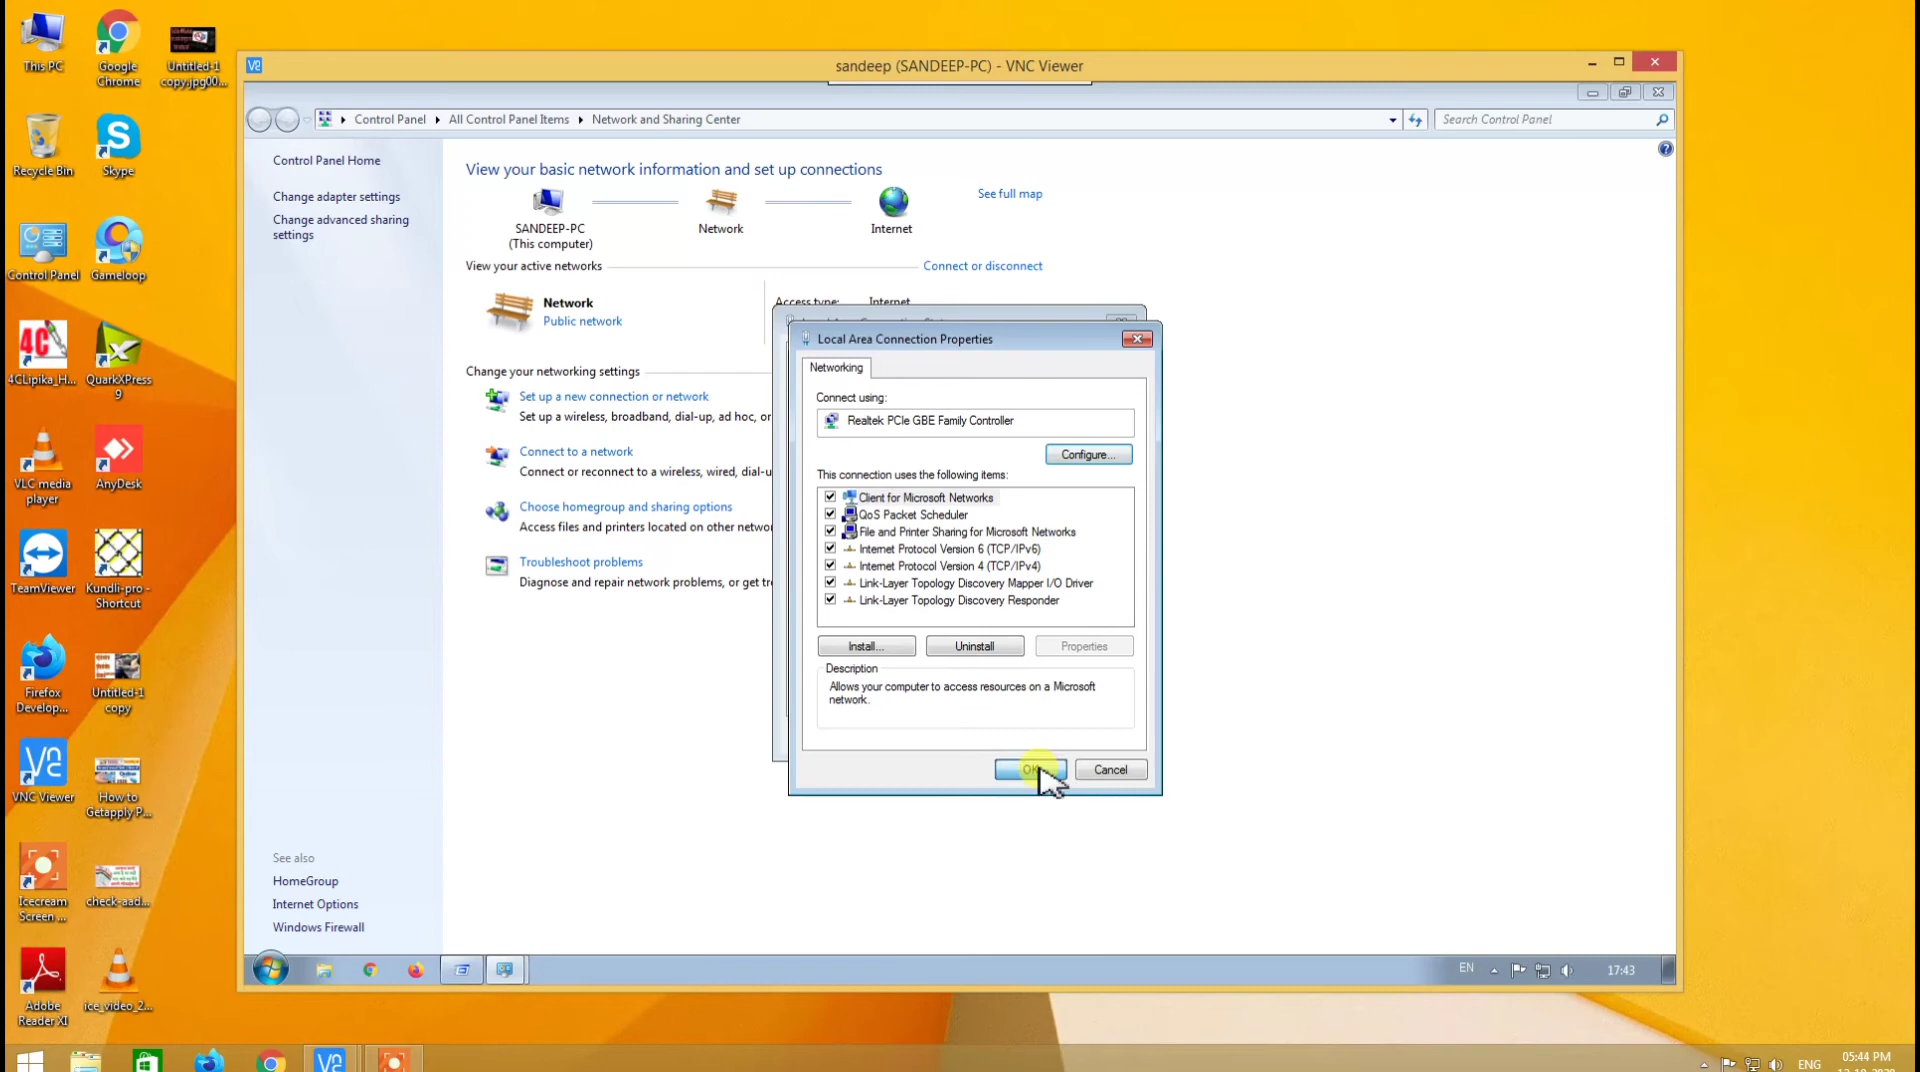 This PC
Google
Chrome
Untitled-1
copy.jpg00...
Recycle Bin
Skype
Control Panel
Gameloop
4CLipika_H...
QuarkXPress
9
VLC media
player
AnyDesk
TeamViewer
Kundli-pro -
Shortcut
Firefox
Develop...
Untitled-1
copy
VNC Viewer
How to
Getapply P...
Icecream
Screen ...
check-aad...
Adobe
Reader XI
ice_video_2...
sandeep (SANDEEP-PC) - VNC Viewer
Control Panel
All Control Panel Items
Network and Sharing Center
Search Control Panel
Control Panel Home
Change adapter settings
Change advanced sharing
settings
View your basic network information and set up connections
See full map
SANDEEP-PC
(This computer)
Network
Internet
View your active networks
Connect or disconnect
Network
Public network
Access type:
Internet
Change your networking settings
Set up a new connection or network
Set up a wireless, broadband, dial-up, ad hoc, or
Connect to a network
Connect or reconnect to a wireless, wired, dial-u
Choose homegroup and sharing options
Access files and printers located on other networ
Troubleshoot problems
Diagnose and repair network problems, or get tr
Local Area Connection Properties
Networking
Connect using:
Realtek PCIe GBE Family Controller
Configure...
This connection uses the following items:
Client for Microsoft Networks
QoS Packet Scheduler
File and Printer Sharing for Microsoft Networks
Internet Protocol Version 6 (TCP/IPv6)
Internet Protocol Version 4 (TCP/IPv4)
Link-Layer Topology Discovery Mapper I/O Driver
Link-Layer Topology Discovery Responder
Install...
Uninstall
Properties
Description
Allows your computer to access resources on a Microsoft
network.
OK
Cancel
See also
HomeGroup
Internet Options
Windows Firewall
EN
17:43
ENG
05:44 PM